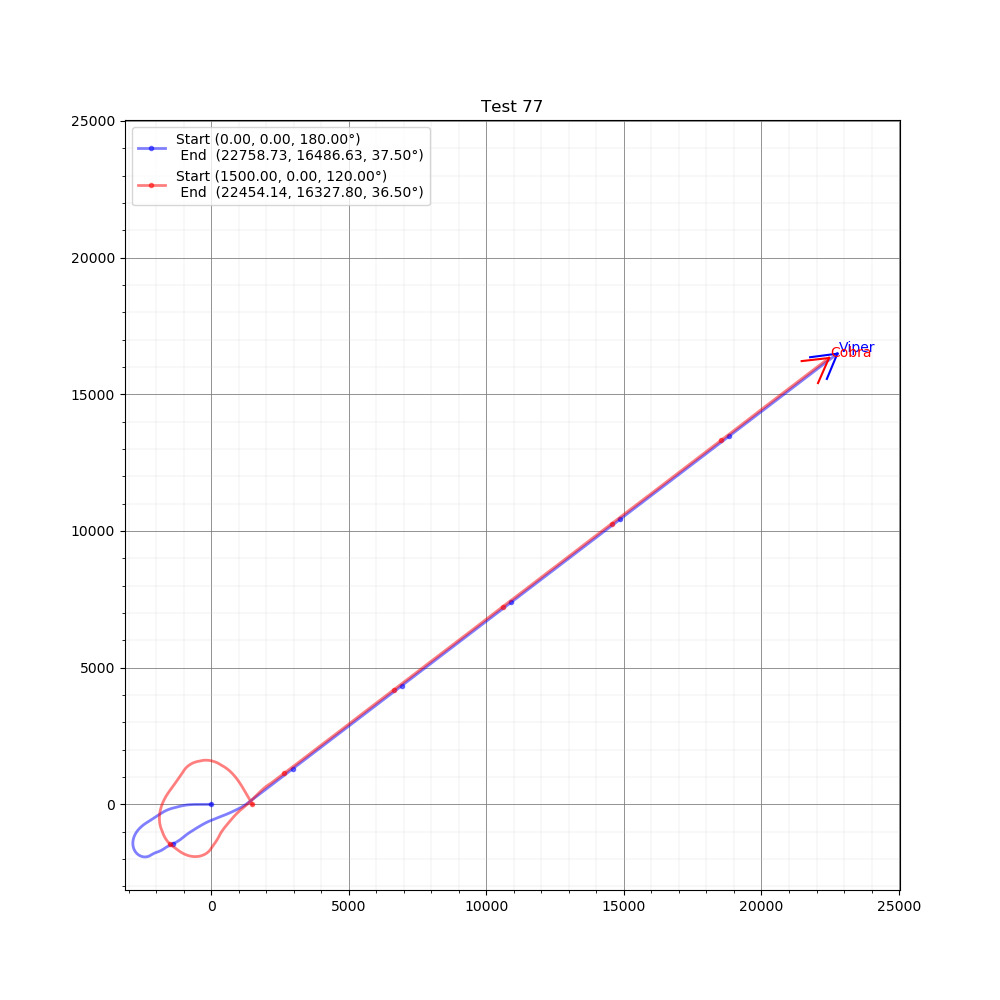 Test 77
25000
20000
15000
10000
5000
0
Start (0.00, 0.00, 180.00°)
End (22758.73, 16486.63, 37.50°)
Start (1500.00, 0.00, 120.00°)
End (22454.14, 16327.80, 36.50°)
Viper
Cobra
0 5000 10000 15000 20000 25000